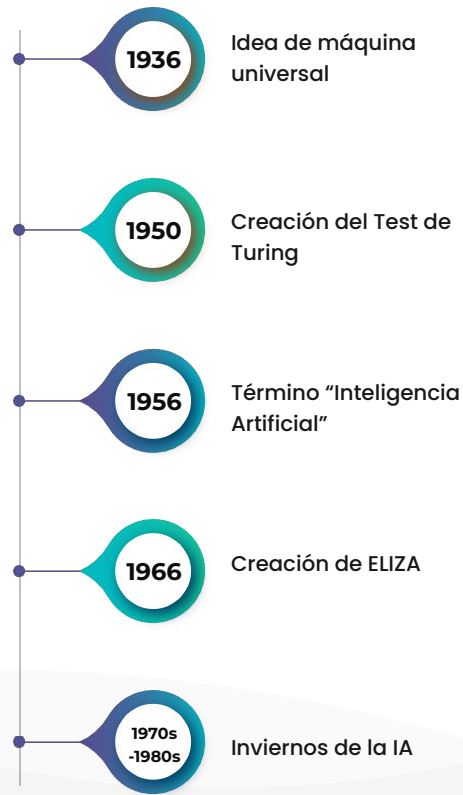 1936
Idea de máquina
universal
1950
Creación del Test de
Turing
1956
Término “Inteligencia
Artificial”
1966
Creación de ELIZA
1970s
-1980s
Inviernos de la IA